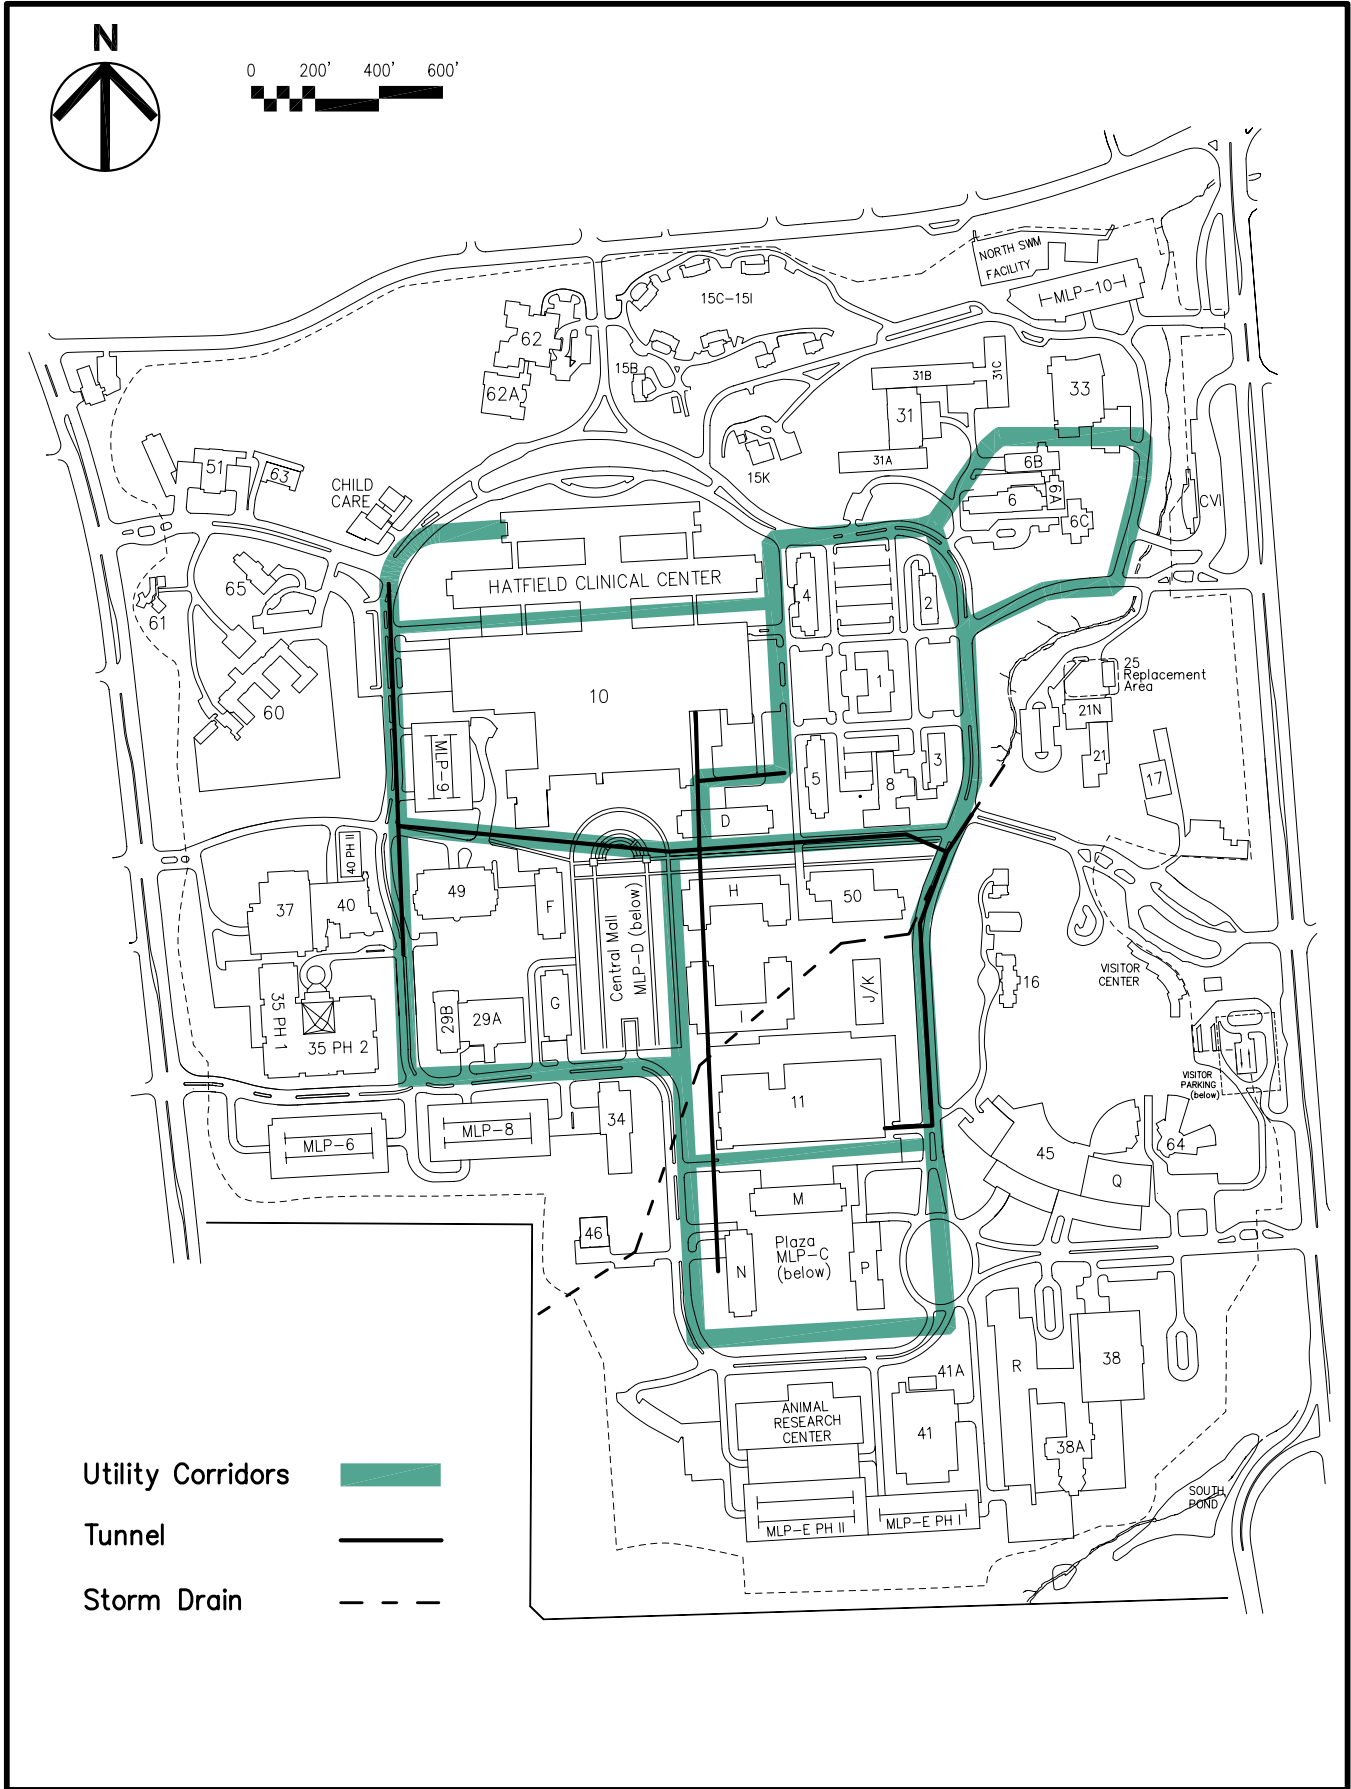 N
0 200' 400' 600'
NORTH SWM
FACILITY
MLP-10
15C-15I
62
15B
62A
31B
31C
33
31
31A
15K
6B
6A
6
6C
CVI
51
63
CHILD
CARE
HATFIELD CLINICAL CENTER
65
61
4
2
60
10
1
25
Replacement
Area
21N
21
17
MLP-9
5
8
3
D
40 PH II
49
F
H
50
37
40
Central Mall
MLP-D (below)
VISITOR
CENTER
16
J/K
35 PH 1
35 PH 2
29B
29A
G
I
VISITOR
PARKING
(below)
11
34
MLP-6
MLP-8
45
64
Q
M
46
Plaza
MLP-C
(below)
N
P
R
38
41A
ANIMAL
RESEARCH
CENTER
41
38A
SOUTH
POND
MLP-E PH II
MLP-E PH I
Utility Corridors
Tunnel
Storm Drain